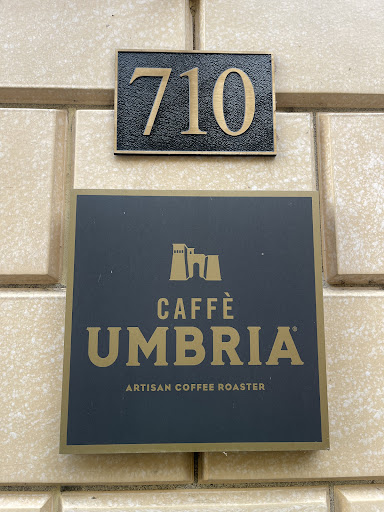 710
CAFFÈ
UMBRIA®
ARTISAN COFFEE ROASTER